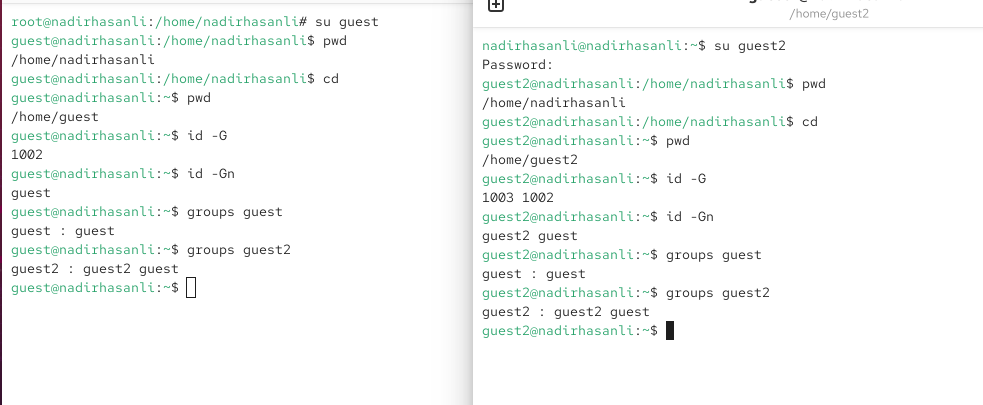 root@nadirhasanli:/home/nadirhasanli# su guest
guest@nadirhasanli:/home/nadirhasanli$ pwd
/home/nadirhasanli
guest@nadirhasanli:/home/nadirhasanli$ cd
guest@nadirhasanli:~$ pwd
/home/guest
guest@nadirhasanli:~$ id -G
1002
guest@nadirhasanli:~$ id -Gn
guest
guest@nadirhasanli:~$ groups guest
guest : guest
guest@nadirhasanli:~$ groups guest2
guest2 : guest2 guest
guest@nadirhasanli:~$
/home/guest2
nadirhasanli@nadirhasanli:~$ su guest2
Password:
guest2@nadirhasanli:/home/nadirhasanli$ pwd
/home/nadirhasanli
guest2@nadirhasanli:/home/nadirhasanli$ cd
guest2@nadirhasanli:~$ pwd
/home/guest2
guest2@nadirhasanli:~$ id -G
1003 1002
guest2@nadirhasanli:~$ id -Gn
guest2 guest
guest2@nadirhasanli:~$ groups guest
guest : guest
guest2@nadirhasanli:~$ groups guest2
guest2 : guest2 guest
guest2@nadirhasanli:~$